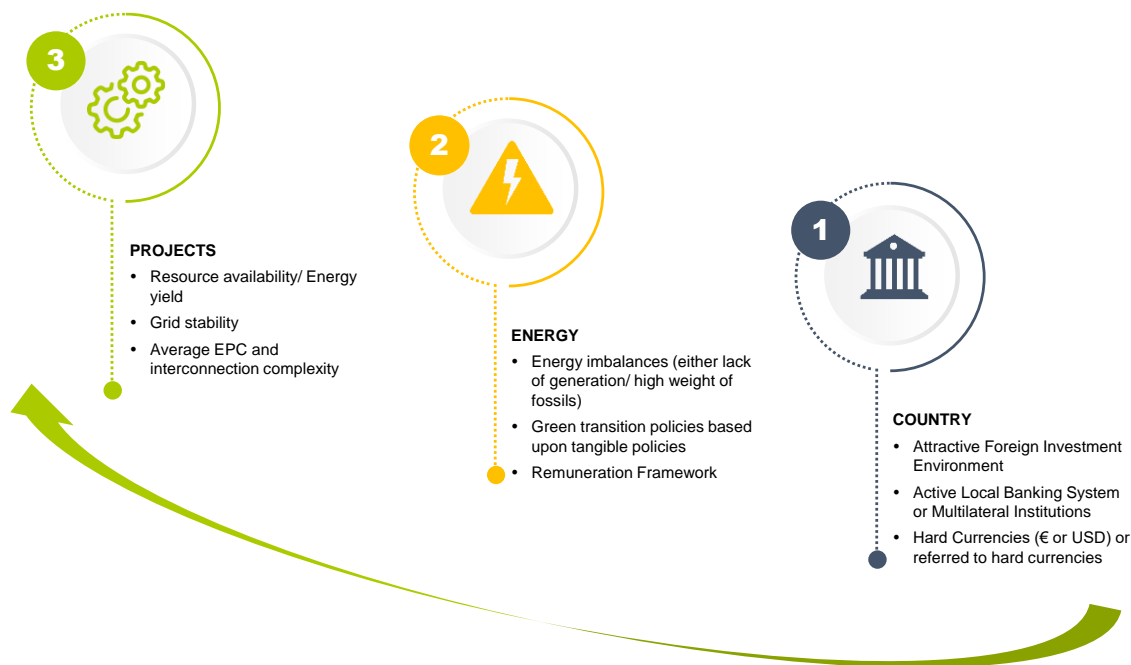 3
PROJECTS
• Resource availability/ Energy
yield
• Grid stability
• Average EPC and
interconnection complexity
2
ENERGY
• Energy imbalances (either lack
of generation/ high weight of
fossils)
• Green transition policies based
upon tangible policies
• Remuneration Framework
1
COUNTRY
• Attractive Foreign Investment
Environment
• Active Local Banking System
or Multilateral Institutions
• Hard Currencies (€ or USD) or
referred to hard currencies